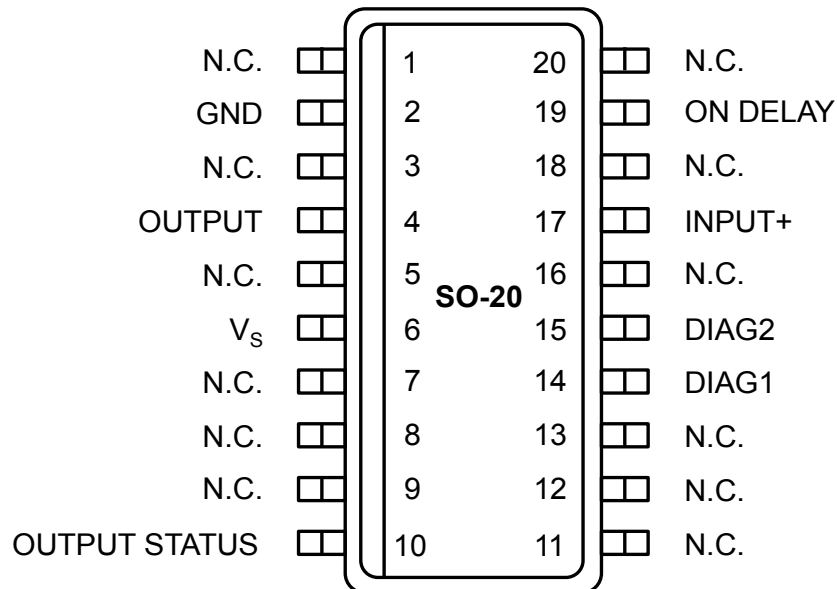 N.C. 1 20 N.C.
GND 2 19 ON DELAY
N.C. 3 18 N.C.
OUTPUT 4 17 INPUT+
N.C. 5 16 N.C.
SO-20
VS 6 15 DIAG2
N.C. 7 14 DIAG1
N.C. 8 13 N.C.
N.C. 9 12 N.C.
OUTPUT STATUS 10 11 N.C.